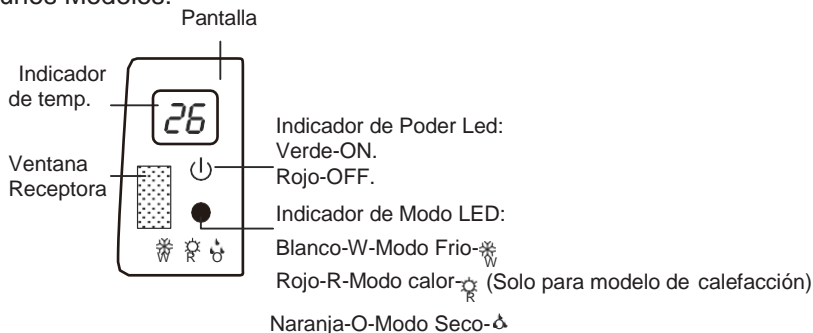 Modelos:
Pantalla
Indicador
de temp.
26
Indicador de Poder Led:
Verde-ON.
Rojo-OFF.
Ventana
Receptora
Indicador de Modo LED:
Blanco-W-Modo Frio-W
Rojo-R-Modo calor-R (Solo para modelo de calefacción)
Naranja-O-Modo Seco-
W R O